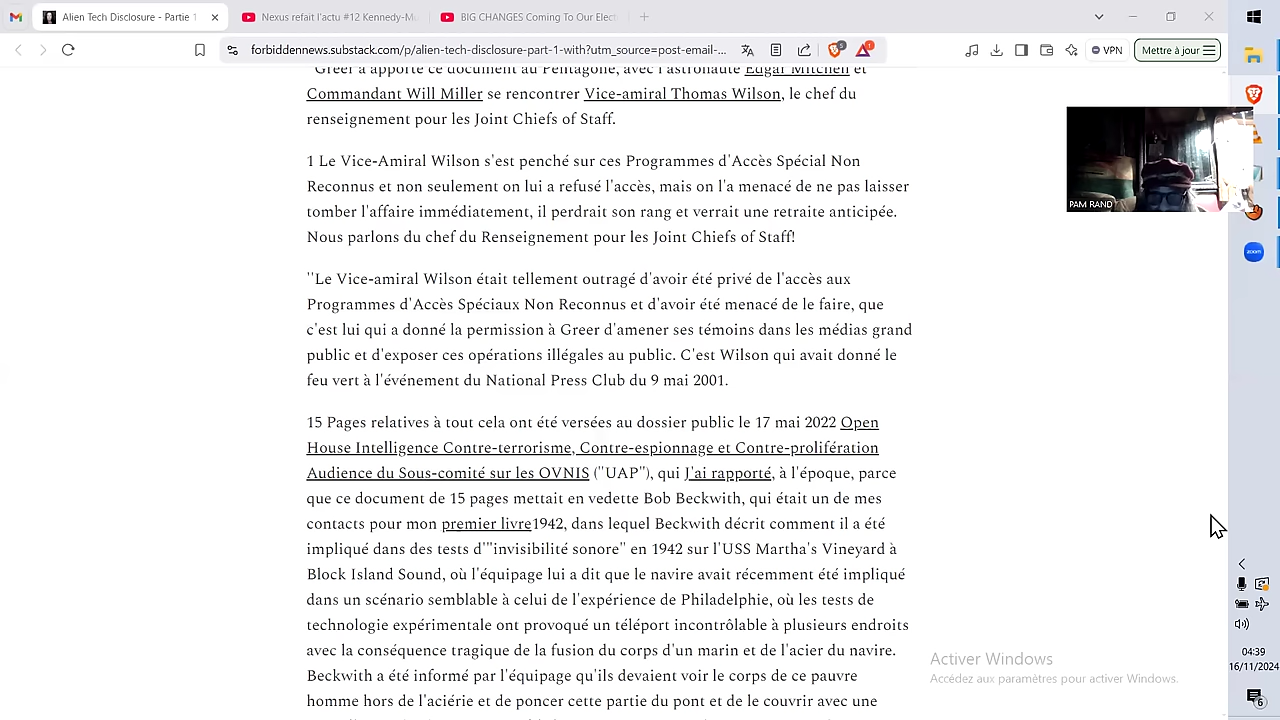 Alien Tech Disclosure - Partie 1
Nexus refait l'actu #12 Kennedy-Mu
BIG CHANGES Coming To Our Elect
forbiddennews.substack.com/p/alien-tech-disclosure-part-1-with?utm_source=post-email-...
5
1
VPN
Mettre à jour
"Greer a apporté ce document au Pentagone, avec l'astronaute Edgar Mitchell et
Commandant Will Miller se rencontrer Vice-amiral Thomas Wilson, le chef du
renseignement pour les Joint Chiefs of Staff.
1 Le Vice-Amiral Wilson s'est penché sur ces Programmes d'Accès Spécial Non
Reconnus et non seulement on lui a refusé l'accès, mais on l'a menacé de ne pas laisser
tomber l'affaire immédiatement, il perdrait son rang et verrait une retraite anticipée.
Nous parlons du chef du Renseignement pour les Joint Chiefs of Staff!
''Le Vice-amiral Wilson était tellement outragé d'avoir été privé de l'accès aux
Programmes d'Accès Spéciaux Non Reconnus et d'avoir été menacé de le faire, que
c'est lui qui a donné la permission à Greer d'amener ses témoins dans les médias grand
public et d'exposer ces opérations illégales au public. C'est Wilson qui avait donné le
feu vert à l'événement du National Press Club du 9 mai 2001.
15 Pages relatives à tout cela ont été versées au dossier public le 17 mai 2022 Open
House Intelligence Contre-terrorisme, Contre-espionnage et Contre-prolifération
Audience du Sous-comité sur les OVNIS ("UAP"), qui J'ai rapporté, à l'époque, parce
que ce document de 15 pages mettait en vedette Bob Beckwith, qui était un de mes
contacts pour mon premier livre1942, dans lequel Beckwith décrit comment il a été
impliqué dans des tests d'"invisibilité sonore" en 1942 sur l'USS Martha's Vineyard à
Block Island Sound, où l'équipage lui a dit que le navire avait récemment été impliqué
dans un scénario semblable à celui de l'expérience de Philadelphie, où les tests de
technologie expérimentale ont provoqué un téléport incontrôlable à plusieurs endroits
avec la conséquence tragique de la fusion du corps d'un marin et de l'acier du navire.
Beckwith a été informé par l'équipage qu'ils devaient voir le corps de ce pauvre
homme hors de l'aciérie et de poncer cette partie du pont et de le couvrir avec une
PAM RAND
zoom
Activer Windows
Accédez aux paramètres pour activer Windows.
04:39
16/11/2024
6